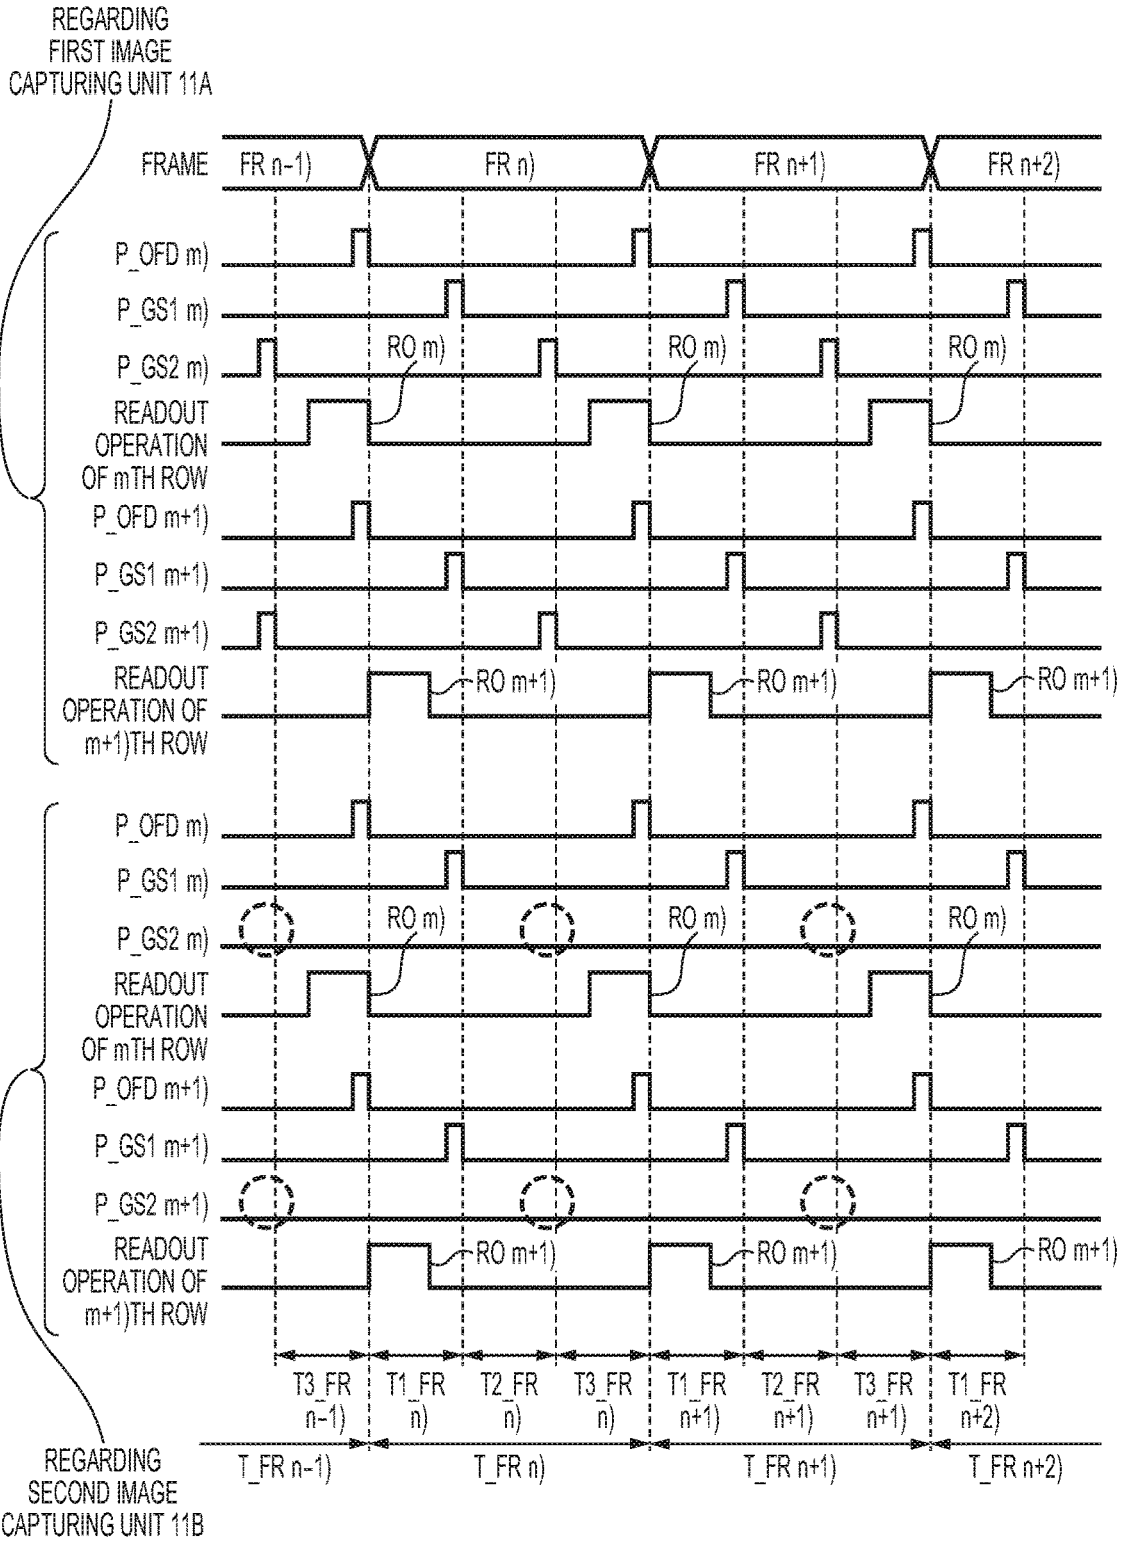 REGARDING
FIRST IMAGE
CAPTURING UNIT 11A
FRAME
FR n−1)
FR n)
FR n+1)
FR n+2)
P_OFD m)
P_GS1 m)
P_GS2 m)
RO m)
RO m)
RO m)
READOUT
OPERATION
OF mTH ROW
P_OFD m+1)
P_GS1 m+1)
P_GS2 m+1)
READOUT
OPERATION OF
m+1)TH ROW
RO m+1)
RO m+1)
RO m+1)
P_OFD m)
P_GS1 m)
P_GS2 m)
RO m)
RO m)
RO m)
READOUT
OPERATION
OF mTH ROW
P_OFD m+1)
P_GS1 m+1)
P_GS2 m+1)
READOUT
OPERATION OF
m+1)TH ROW
RO m+1)
RO m+1)
RO m+1)
T3_FR
n−1)
T1_FR
n)
T2_FR
n)
T3_FR
n)
T1_FR
n+1)
T2_FR
n+1)
T3_FR
n+1)
T1_FR
n+2)
T_FR n−1)
T_FR n)
T_FR n+1)
T_FR n+2)
REGARDING
SECOND IMAGE
CAPTURING UNIT 11B